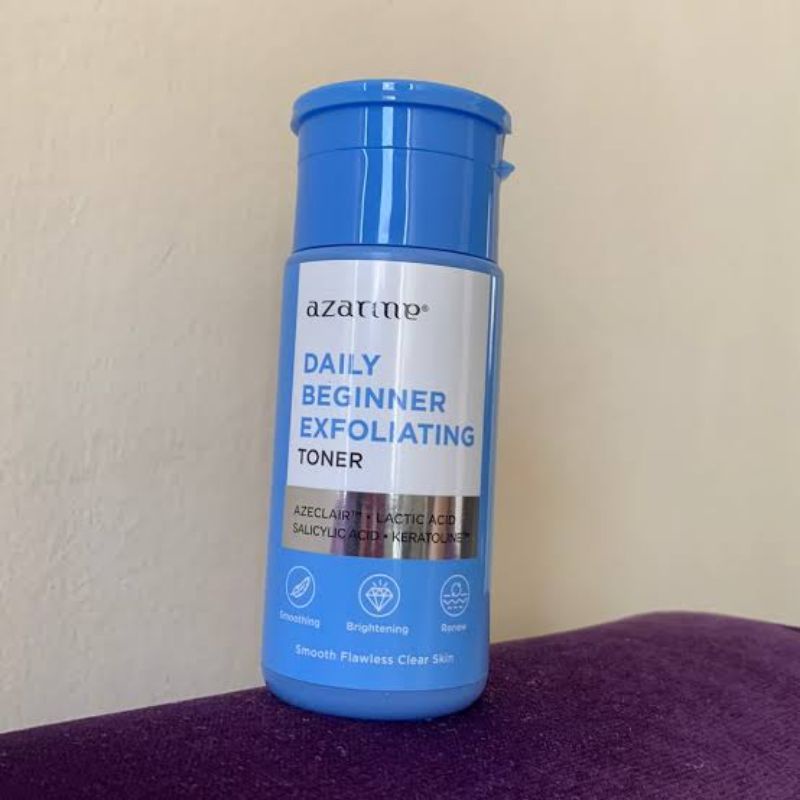 azarine®
DAILY
BEGINNER
EXFOLIATING
TONER
AZECLAIR™ • LACTIC ACID
SALICYLIC ACID • KERATOLINE™
Smoothing
Brightening
Renew
Smooth Flawless Clear Skin